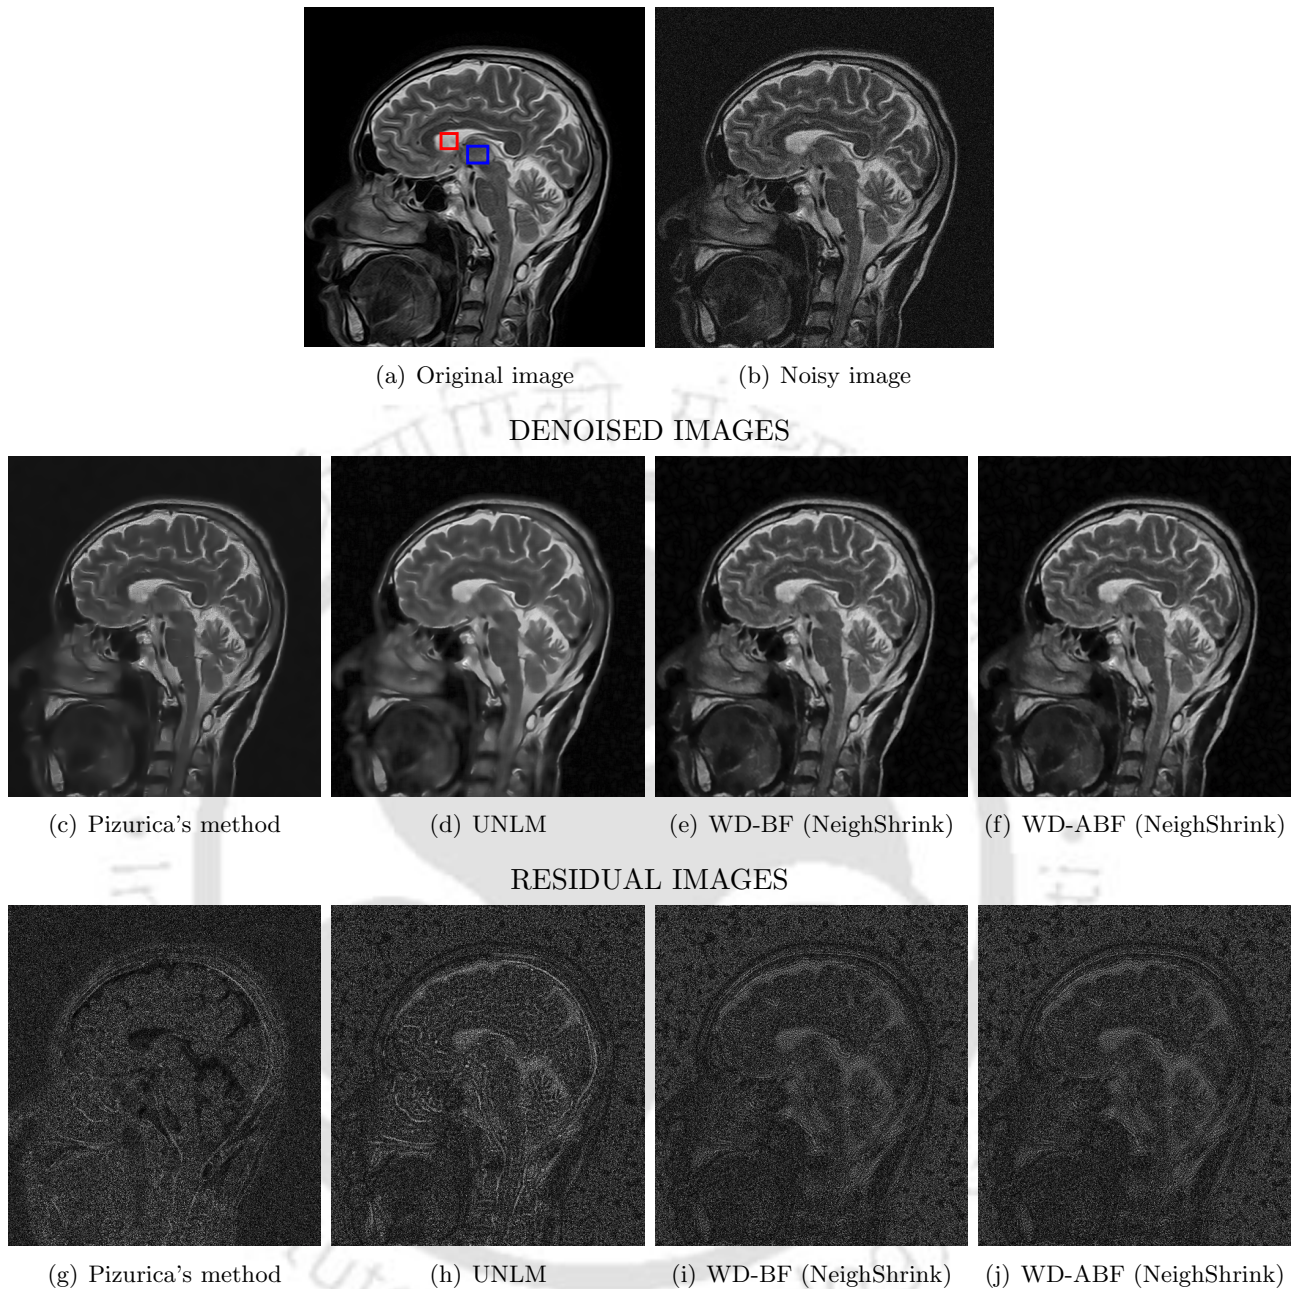 (a) Original image
(b) Noisy image
DENOISED IMAGES
(c) Pizurica's method
(d) UNLM
(e) WD-BF (NeighShrink)
(f) WD-ABF (NeighShrink)
RESIDUAL IMAGES
(g) Pizurica's method
(h) UNLM
(i) WD-BF (NeighShrink)
(j) WD-ABF (NeighShrink)